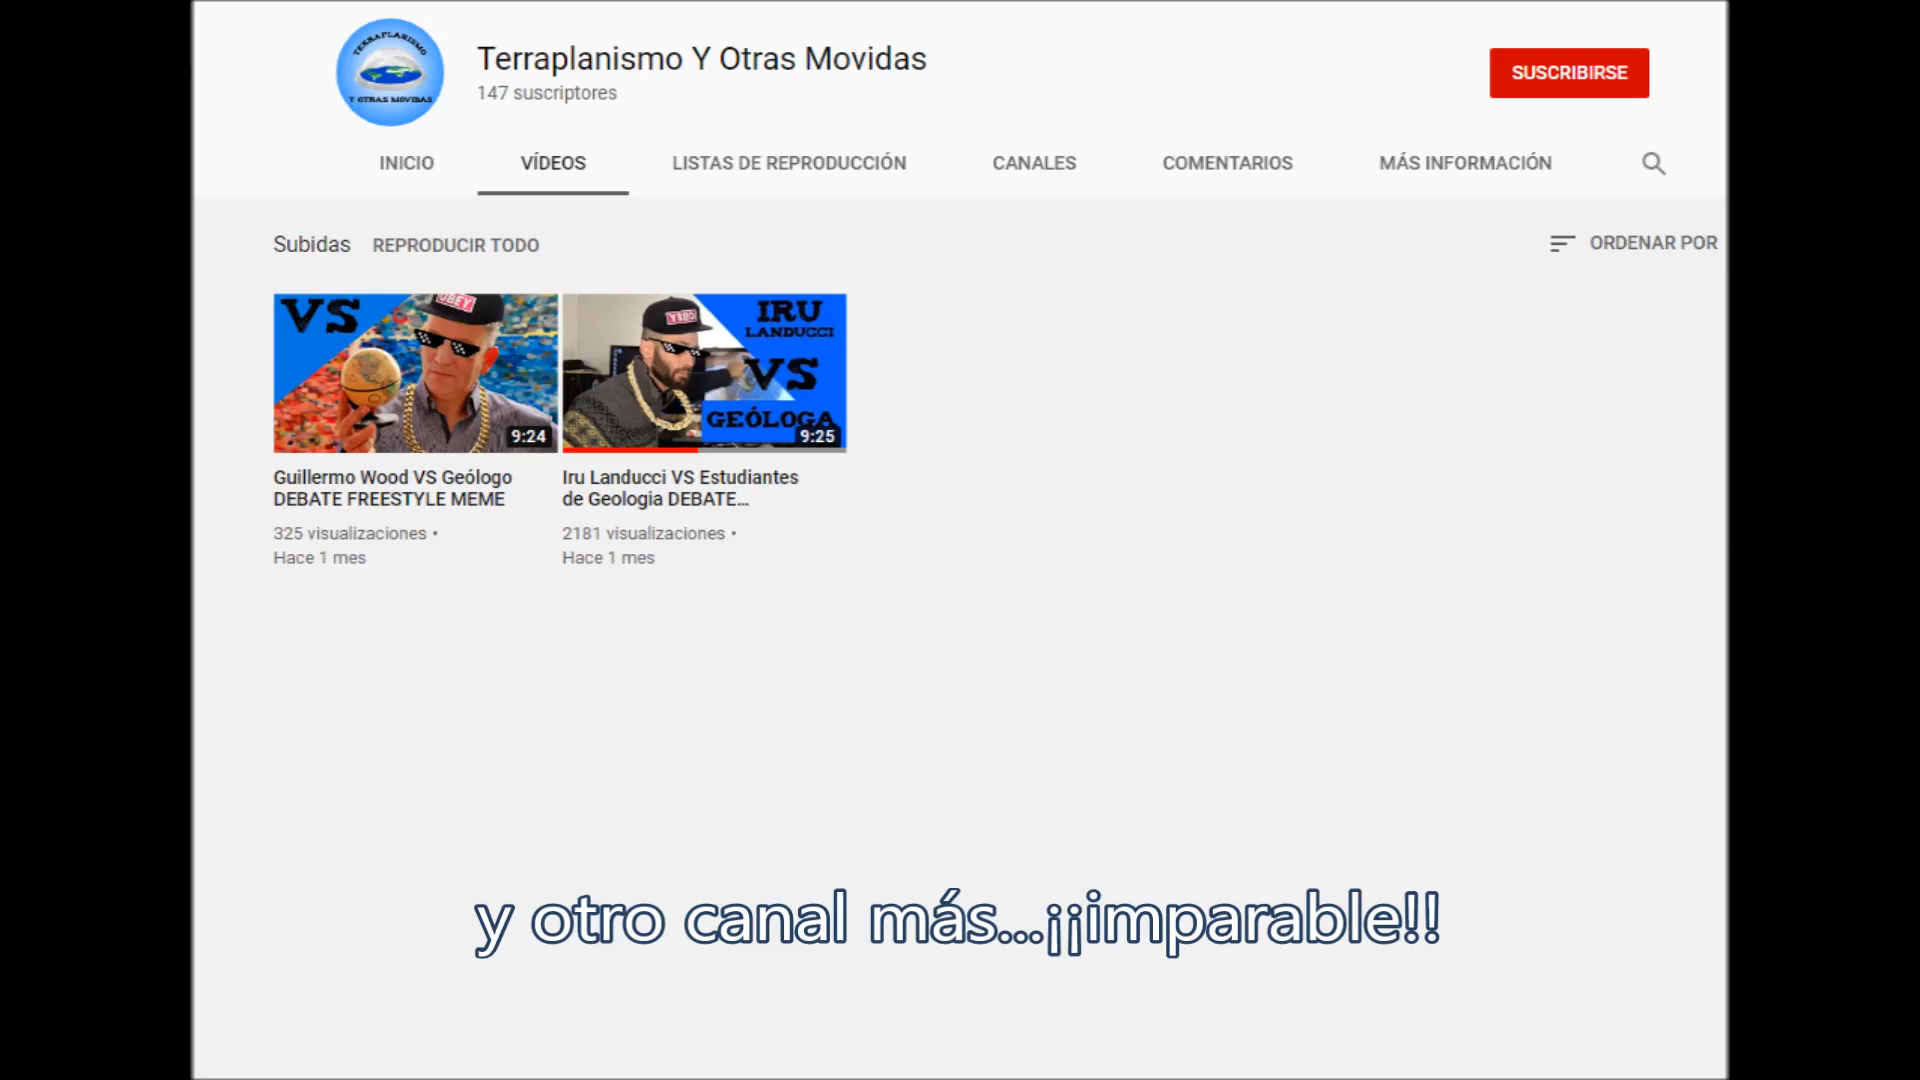 TERRAPLANISMO
Y OTRAS MOVIDAS
Terraplanismo Y Otras Movidas
147 suscriptores
SUSCRIBIRSE
INICIO
VÍDEOS
LISTAS DE REPRODUCCIÓN
CANALES
COMENTARIOS
MÁS INFORMACIÓN
Subidas
REPRODUCIR TODO
ORDENAR POR
VS
OBEY
9:24
Guillermo Wood VS Geólogo
DEBATE FREESTYLE MEME
325 visualizaciones •
Hace 1 mes
IRU
LANDUCCI
VS
GEÓLOGA
9:25
Iru Landucci VS Estudiantes
de Geologia DEBATE...
2181 visualizaciones •
Hace 1 mes
y otro canal más...¡¡imparable!!